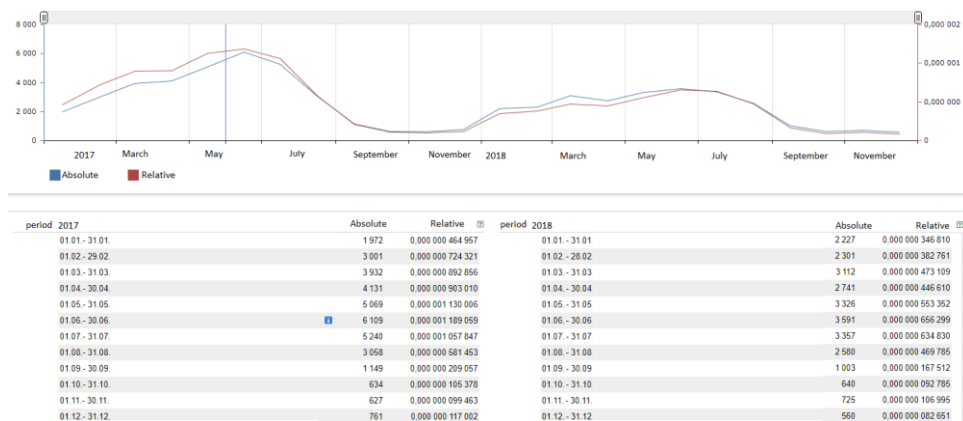 8 000
0,000 002
6 000
0,000 001
4 000
0,000 000
2 000
0
0
2017 March May July September November 2018 March May July September November
Absolute Relative
period 2017 Absolute Relative
01.01.- 31.01. 1 972 0,000 000 464 957
01.02.- 29.02. 3 001 0,000 000 724 321
01.03.- 31.03. 3 932 0,000 000 892 856
01.04.- 30.04. 4 131 0,000 000 903 010
01.05.- 31.05. 5 069 0,000 001 130 006
01.06.- 30.06. i 6 109 0,000 001 189 059
01.07.- 31.07. 5 240 0,000 001 057 847
01.08.- 31.08. 3 058 0,000 000 581 453
01.09.- 30.09. 1 149 0,000 000 209 057
01.10.- 31.10. 634 0,000 000 105 378
01.11.- 30.11. 627 0,000 000 099 463
01.12.- 31.12. 761 0,000 000 117 002
period 2018 Absolute Relative
01.01. - 31.01 2 227 0,000 000 346 810
01.02. - 28.02 2 301 0,000 000 382 761
01.03. - 31.03 3 112 0,000 000 473 109
01.04. - 30.04 2 741 0,000 000 446 610
01.05. - 31.05 3 326 0,000 000 553 352
01.06. - 30.06 3 591 0,000 000 656 299
01.07. - 31.07 3 357 0,000 000 634 830
01.08. - 31.08 2 580 0,000 000 469 785
01.09. - 30.09 1 003 0,000 000 167 512
01.10. - 31.10 640 0,000 000 092 785
01.11. - 30.11. 725 0,000 000 106 995
01.12. - 31.12 560 0,000 000 082 651